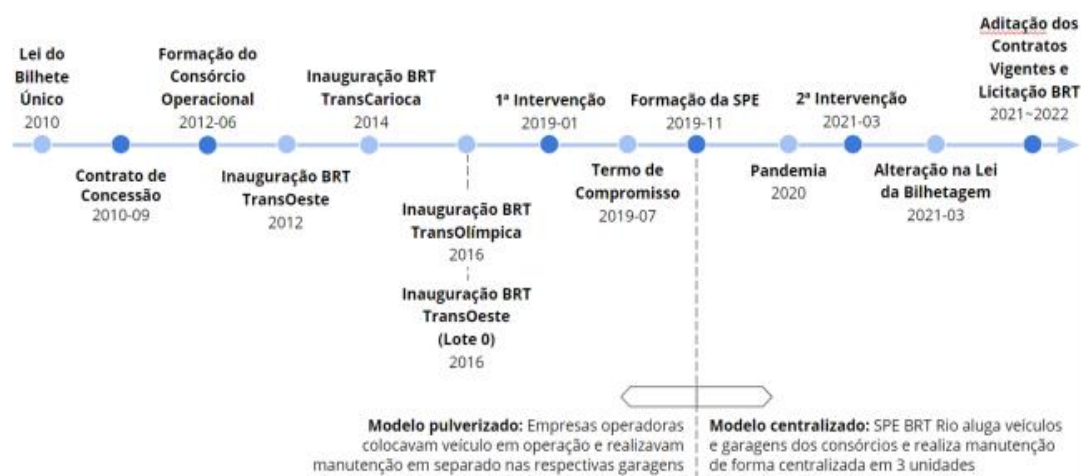 Lei do
Bilhete
Único
2010
Contrato de
Concessão
2010-09
Formação do
Consórcio
Operacional
2012-06
Inauguração BRT
TransOeste
2012
Inauguração BRT
TransCarioca
2014
Inauguração BRT
TransOlímpica
2016
Inauguração BRT
TransOeste
(Lote 0)
2016
1ª Intervenção
2019-01
Termo de
Compromisso
2019-07
Formação da SPE
2019-11
Pandemia
2020
2ª Intervenção
2021-03
Alteração na Lei
da Bilhetagem
2021-03
Aditação dos
Contratos
Vigentes e
Licitação BRT
2021~2022
Modelo pulverizado: Empresas operadoras
colocavam veículo em operação e realizavam
manutenção em separado nas respectivas garagens
Modelo centralizado: SPE BRT Rio aluga veículos
e garagens dos consórcios e realiza manutenção
de forma centralizada em 3 unidades